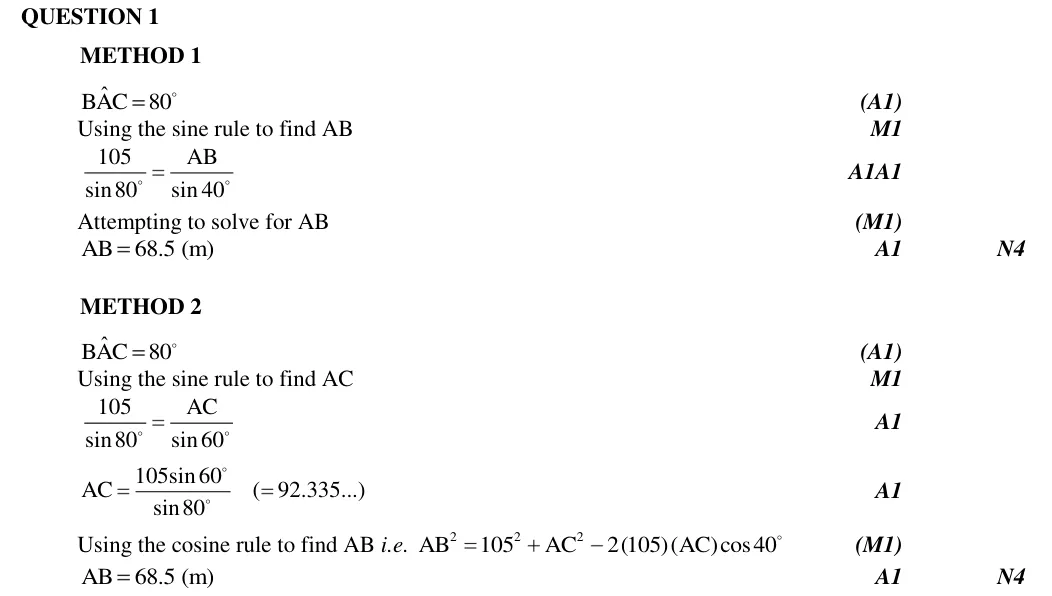 QUESTION 1
METHOD 1
BÂC = 80° (A1)
Using the sine rule to find AB M1
105 / sin 80° = AB / sin 40° A1A1
Attempting to solve for AB (M1)
AB = 68.5 (m) A1 N4
METHOD 2
BÂC = 80° (A1)
Using the sine rule to find AC M1
105 / sin 80° = AC / sin 60° A1
AC = 105sin 60° / sin 80° (= 92.335...) A1
Using the cosine rule to find AB i.e. AB² = 105² + AC² − 2(105)(AC)cos 40° (M1)
AB = 68.5 (m) A1 N4